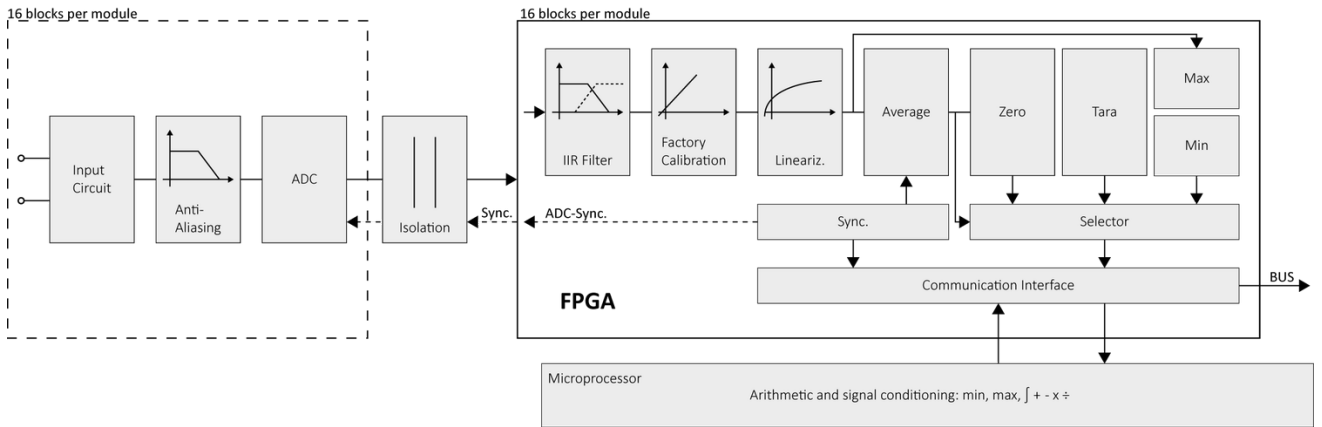 16 blocks per module
16 blocks per module
Input
Circuit
Anti-
Aliasing
ADC
Isolation
Sync.
ADC-Sync.
IIR Filter
Factory
Calibration
Lineariz.
Average
Zero
Tara
Max
Min
Sync.
Selector
Communication Interface
BUS
FPGA
Microprocessor
Arithmetic and signal conditioning: min, max, ∫ + - x ÷